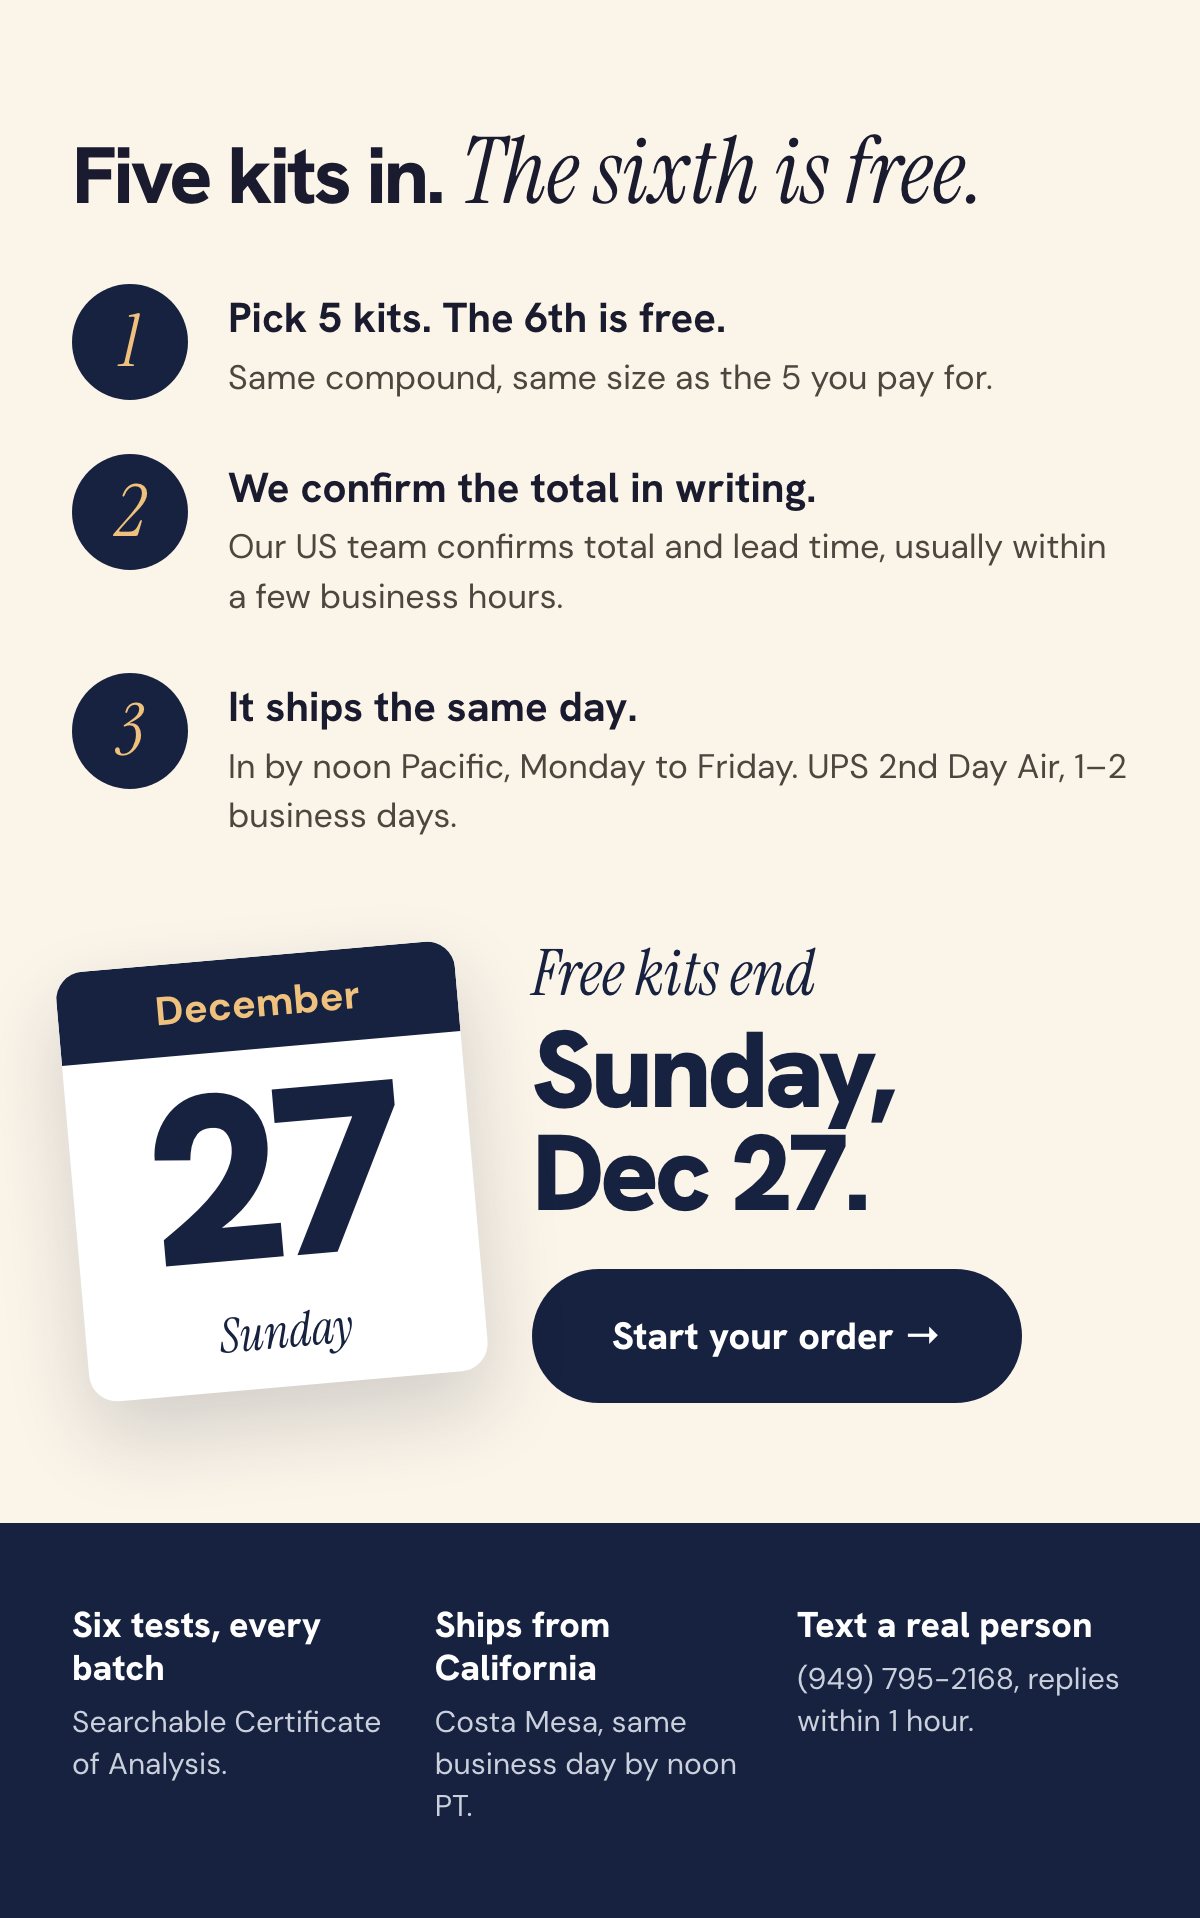 Five kits in. The sixth is free.
1
Pick 5 kits. The 6th is free.
Same compound, same size as the 5 you pay for.
2
We confirm the total in writing.
Our US team confirms total and lead time, usually within
a few business hours.
3
It ships the same day.
In by noon Pacific, Monday to Friday. UPS 2nd Day Air, 1–2
business days.
December
27
Sunday
Free kits end
Sunday,
Dec 27.
Start your order →
Six tests, every
batch
Searchable Certificate
of Analysis.
Ships from
California
Costa Mesa, same
business day by noon
PT.
Text a real person
(949) 795-2168, replies
within 1 hour.